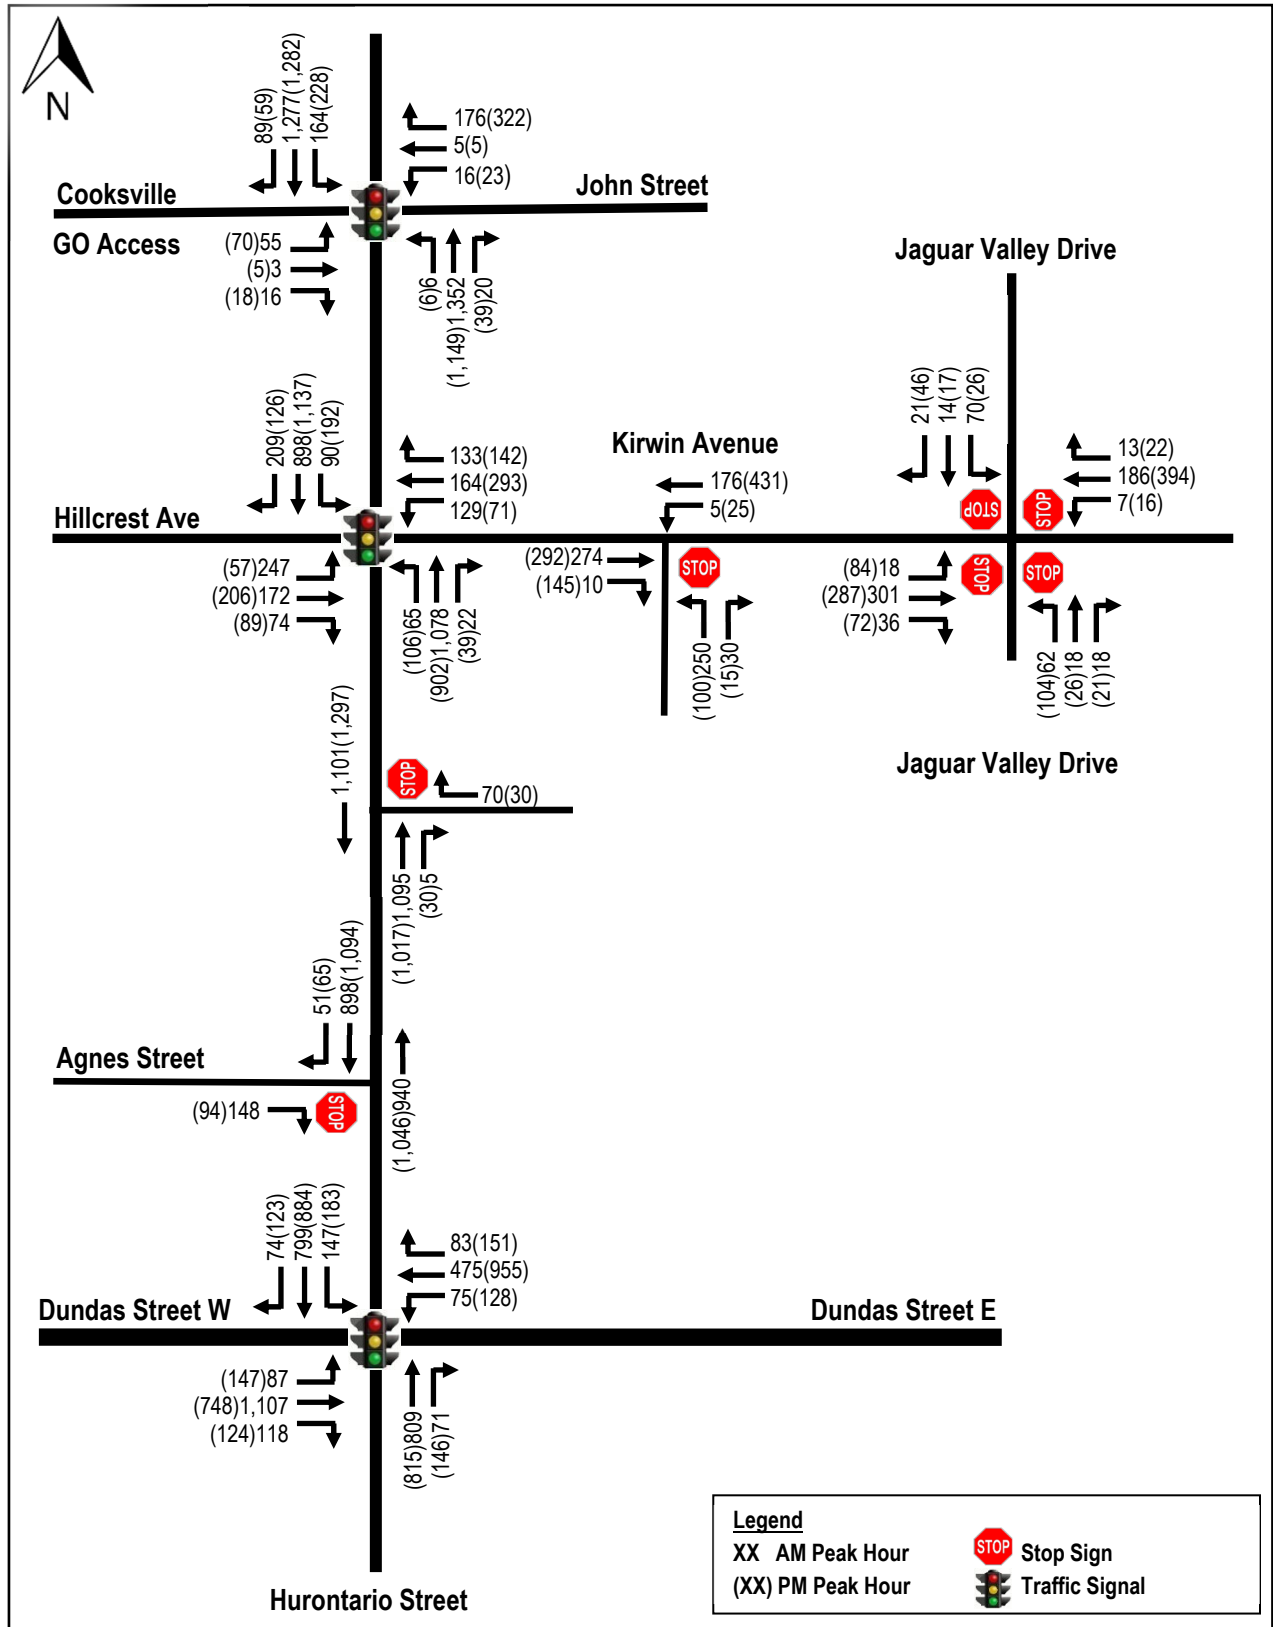 N
89(59)
1,277(1,282)
164(228)
176(322)
5(5)
16(23)
Cooksville
John Street
GO Access
(70)55
(5)3
(18)16
(6)6
(1,149)1,352
(39)20
Jaguar Valley Drive
209(126)
898(1,137)
90(192)
133(142)
164(293)
129(71)
Kirwin Avenue
176(431)
5(25)
21(46)
14(17)
70(26)
13(22)
186(394)
7(16)
STOP
STOP
Hillcrest Ave
(57)247
(206)172
(89)74
(106)65
(902)1,078
(39)22
(292)274
(145)10
STOP
(100)250
(15)30
(84)18
(287)301
(72)36
STOP
STOP
(104)62
(26)18
(21)18
Jaguar Valley Drive
1,101(1,297)
STOP
70(30)
(1,017)1,095
(30)5
51(65)
898(1,094)
Agnes Street
(94)148
STOP
(1,046)940
74(123)
799(884)
147(183)
83(151)
475(955)
75(128)
Dundas Street W
Dundas Street E
(147)87
(748)1,107
(124)118
(815)809
(146)71
Hurontario Street
Legend
XX AM Peak Hour
STOP Stop Sign
(XX) PM Peak Hour
Traffic Signal